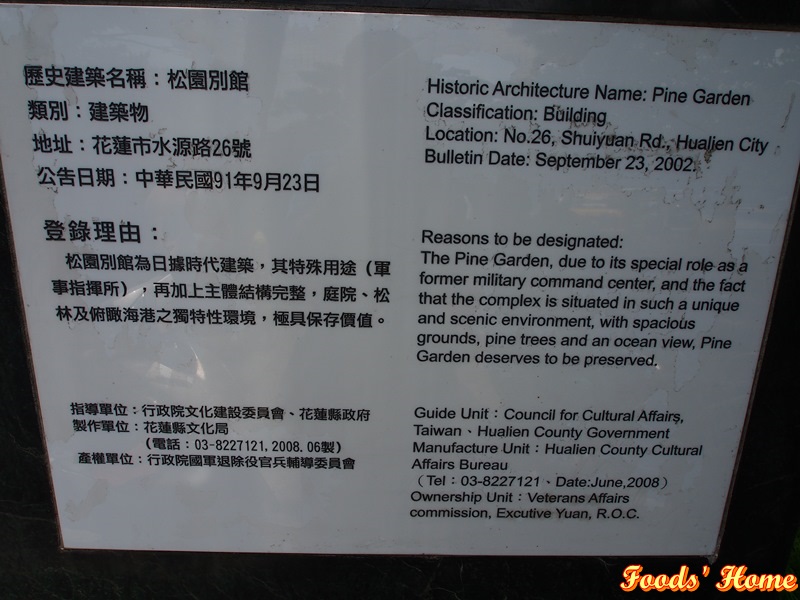 歷史建築名稱：松園別館
類別：建築物
地址：花蓮市水源路26號
公告日期：中華民國91年9月23日
登錄理由：
松園別館為日據時代建築，其特殊用途（軍
事指揮所），再加上主體結構完整，庭院、松
林及俯瞰海港之獨特性環境，極具保存價值。
指導單位：行政院文化建設委員會、花蓮縣政府
製作單位：花蓮縣文化局
（電話：03-8227121,2008.06製）
產權單位：行政院國軍退除役官兵輔導委員會
Historic Architecture Name: Pine Garden
Classification: Building
Location: No.26, Shuiyuan Rd., Hualien City
Bulletin Date: September 23, 2002.
Reasons to be designated:
The Pine Garden, due to its special role as a
former military command center, and the fact
that the complex is situated in such a unique
and scenic environment, with spacious
grounds, pine trees and an ocean view, Pine
Garden deserves to be preserved.
Guide Unit：Council for Cultural Affairs,
Taiwan、Hualien County Government
Manufacture Unit：Hualien County Cultural
Affairs Bureau
（Tel：03-8227121、Date:June,2008）
Ownership Unit：Veterans Affairs
commission, Excutive Yuan, R.O.C.
Foods' Home